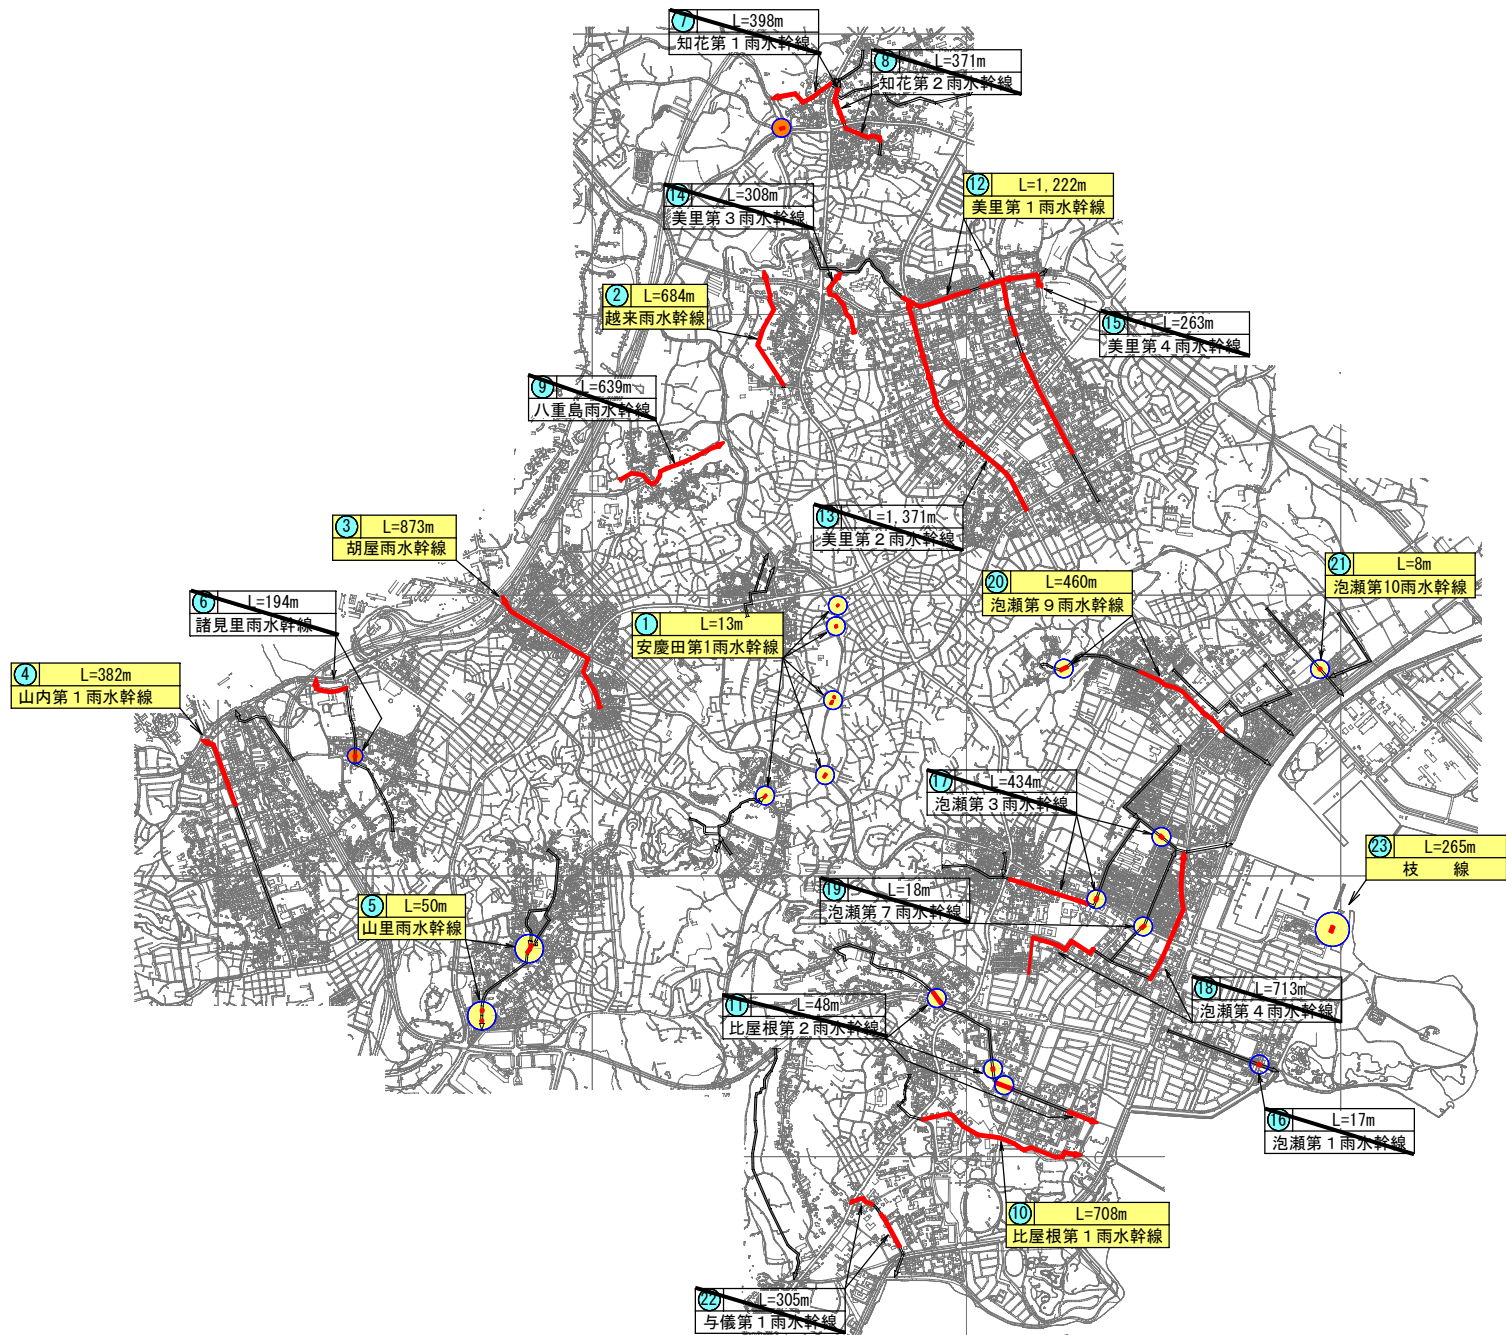 7 L=398m
知花第1雨水幹線
8 L=371m
知花第2雨水幹線
14 L=308m
美里第3雨水幹線
12 L=1,222m
美里第1雨水幹線
2 L=684m
越来雨水幹線
15 L=263m
美里第4雨水幹線
9 L=639m
八重島雨水幹線
13 L=1,371m
美里第2雨水幹線
3 L=873m
胡屋雨水幹線
21 L=8m
泡瀬第10雨水幹線
20 L=460m
泡瀬第9雨水幹線
6 L=194m
諸見里雨水幹線
1 L=13m
安慶田第1雨水幹線
4 L=382m
山内第1雨水幹線
17 L=434m
泡瀬第3雨水幹線
23 L=265m
枝 線
19 L=18m
泡瀬第7雨水幹線
5 L=50m
山里雨水幹線
18 L=713m
泡瀬第4雨水幹線
11 L=48m
比屋根第2雨水幹線
16 L=17m
泡瀬第1雨水幹線
10 L=708m
比屋根第1雨水幹線
22 L=305m
与儀第1雨水幹線